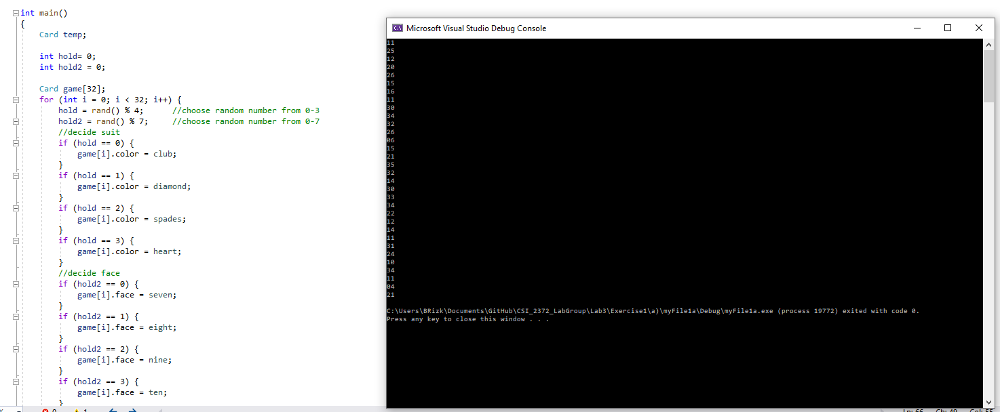 int main()
{
Card temp;
int hold= 0;
int hold2 = 0;
Card game[32];
for (int i = 0; i < 32; i++) {
hold = rand() % 4;      //choose random number from 0-3
hold2 = rand() % 7;     //choose random number from 0-7
//decide suit
if (hold == 0) {
game[i].color = club;
}
if (hold == 1) {
game[i].color = diamond;
}
if (hold == 2) {
game[i].color = spades;
}
if (hold == 3) {
game[i].color = heart;
}
//decide face
if (hold2 == 0) {
game[i].face = seven;
}
if (hold2 == 1) {
game[i].face = eight;
}
if (hold2 == 2) {
game[i].face = nine;
}
if (hold2 == 3) {
game[i].face = ten;
}
Microsoft Visual Studio Debug Console
11
25
12
20
26
15
16
11
30
34
32
26
06
15
21
35
32
14
30
33
34
22
12
14
11
31
24
10
34
11
04
21
C:\Users\BRizk\Documents\GitHub\CSI_2372_LabGroup\Lab3\Exercise1\a)\myFile1a\Debug\myFile1a.exe (process 19772) exited with code 0.
Press any key to close this window . . .